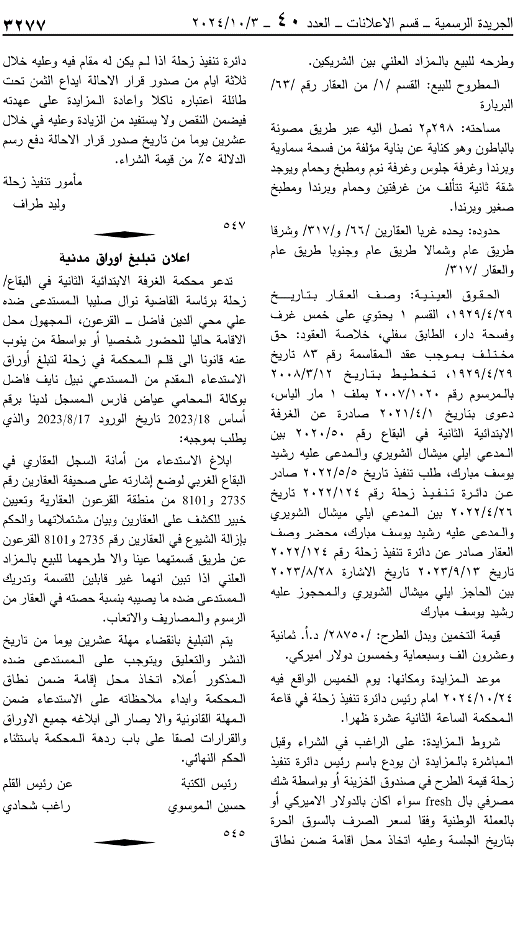 الجريدة الرسمية ــ قسم الاعلانات ــ العدد ٤٠ ــ ٢٠٢٤/١٠/٣
٣٢٧٧
وطرحه للبيع بالمزاد العلني بين الشريكين.
المطروح للبيع: القسم /١/ من العقار رقم /٦٣/
البربارة
مساحته: ٢٩٨م٢ نصل اليه عبر طريق مصونة
بالباطون وهو كناية عن بناية مؤلفة من فسحة سماوية
وبرندا وغرفة جلوس وغرفة نوم ومطبخ وحمام ويوجد
شقة ثانية تتألف من غرفتين وحمام وبرندا ومطبخ
صغير وبرندا.
حدوده: يحده غربا العقارين /٦٦/ و/٣١٧/ وشرقا
طريق عام وشمالا طريق عام وجنوبا طريق عام
والعقار /٣١٧/
الحقوق العينية: وصف العقار بتاريخ
١٩٢٩/٤/٢٩، القسم ١ يحتوي على خمس غرف
وفسحة دار، الطابق سفلي، خلاصة العقود: حق
مختلف بموجب عقد المقاسمة رقم ٨٣ تاريخ
١٩٢٩/٤/٢٩، تخطيط بتاريخ ٢٠٠٨/٣/١٢
بالمرسوم رقم ٢٠٠٧/١٠٢٠ بملف ١ مار الياس،
دعوى بتاريخ ٢٠٢١/٤/١ صادرة عن الغرفة
الابتدائية الثانية في البقاع رقم ٢٠٢٠/٥٠ بين
المدعي ايلي ميشال الشويري والمدعى عليه رشيد
يوسف مبارك، طلب تنفيذ تاريخ ٢٠٢٢/٥/٥ صادر
عن دائرة تنفيذ زحلة رقم ٢٠٢٢/١٢٤ تاريخ
٢٠٢٢/٤/٢٦ بين المدعي ايلي ميشال الشويري
والمدعى عليه رشيد يوسف مبارك، محضر وصف
العقار صادر عن دائرة تنفيذ زحلة رقم ٢٠٢٢/١٢٤
تاريخ ٢٠٢٣/٩/١٣ تاريخ الاشارة ٢٠٢٣/٨/٢٨
بين الحاجز ايلي ميشال الشويري والمحجوز عليه
رشيد يوسف مبارك
قيمة التخمين وبدل الطرح: /٢٨٧٥٠/ د.أ. ثمانية
وعشرون الف وسبعماية وخمسون دولار اميركي.
موعد المزايدة ومكانها: يوم الخميس الواقع فيه
٢٠٢٤/١٠/٢٤ امام رئيس دائرة تنفيذ زحلة في قاعة
المحكمة الساعة الثانية عشرة ظهرا.
شروط المزايدة: على الراغب في الشراء وقبل
المباشرة بالمزايدة ان يودع باسم رئيس دائرة تنفيذ
زحلة قيمة الطرح في صندوق الخزينة أو بواسطة شك
مصرفي بال fresh سواء اكان بالدولار الاميركي أو
بالعملة الوطنية وفقا لسعر الصرف بالسوق الحرة
بتاريخ الجلسة وعليه اتخاذ محل اقامة ضمن نطاق
دائرة تنفيذ زحلة اذا لم يكن له مقام فيه وعليه خلال
ثلاثة ايام من صدور قرار الاحالة ايداع الثمن تحت
طائلة اعتباره ناكلا واعادة المزايدة على عهدته
فيضمن النقص ولا يستفيد من الزيادة وعليه في خلال
عشرين يوما من تاريخ صدور قرار الاحالة دفع رسم
الدلالة ٥٪ من قيمة الشراء.
مأمور تنفيذ زحلة
وليد طراف
٥٤٧
اعلان تبليغ اوراق مدنية
تدعو محكمة الغرفة الابتدائية الثانية في البقاع/
زحلة برئاسة القاضية نوال صليبا المستدعى ضده
علي محي الدين فاضل ــ القرعون، المجهول محل
الاقامة حاليا للحضور شخصيا أو بواسطة من ينوب
عنه قانونا الى قلم المحكمة في زحلة لتبلغ أوراق
الاستدعاء المقدم من المستدعي نبيل نايف فاضل
بوكالة المحامي عياض فارس المسجل لدينا برقم
أساس 2023/18 تاريخ الورود 2023/8/17 والذي
يطلب بموجبه:
ابلاغ الاستدعاء من أمانة السجل العقاري في
البقاع الغربي لوضع إشارته على صحيفة العقارين رقم
2735 و8101 من منطقة القرعون العقارية وتعيين
خبير للكشف على العقارين وبيان مشتملاتهما والحكم
بإزالة الشيوع في العقارين رقم 2735 و8101 القرعون
عن طريق قسمتهما عينا والا طرحهما للبيع بالمزاد
العلني اذا تبين انهما غير قابلين للقسمة وتدريك
المستدعى ضده ما يصيبه بنسبة حصته في العقار من
الرسوم والمصاريف والاتعاب.
يتم التبليغ بانقضاء مهلة عشرين يوما من تاريخ
النشر والتعليق ويتوجب على المستدعى ضده
المذكور أعلاه اتخاذ محل إقامة ضمن نطاق
المحكمة وابداء ملاحظاته على الاستدعاء ضمن
المهلة القانونية والا يصار الى ابلاغه جميع الاوراق
والقرارات لصقا على باب ردهة المحكمة باستثناء
الحكم النهائي.
رئيس الكتبة عن رئيس القلم
حسين الموسوي راغب شحادي
٥٤٥